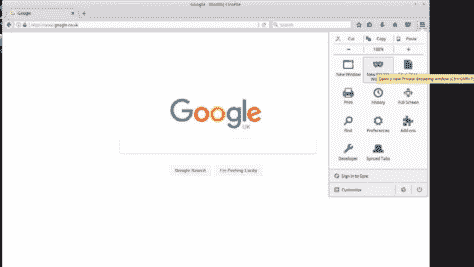 Google - Mozilla Firefox
Google
https://www.google.co.uk
Search
Cut
Copy
Paste
100%
New Window
Print
History
Full Screen
Find
Preferences
Add-ons
Developer
Synced Tabs
Sign in to Sync
Customize
Google
UK
Google Search
I'm Feeling Lucky